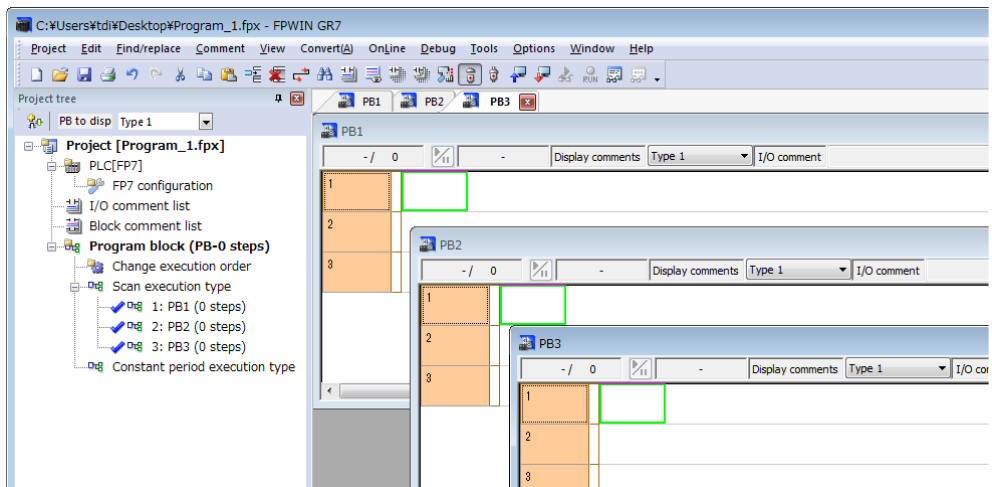 C:¥Users¥tdi¥Desktop¥Program_1.fpx - FPWIN GR7
Project Edit Find/replace Comment View Convert(A) OnLine Debug Tools Options Window Help
RUN
Project tree
PB to disp Type 1
Project [Program_1.fpx]
PLC[FP7]
FP7 configuration
I/O comment list
Block comment list
Program block (PB-0 steps)
Change execution order
Scan execution type
1: PB1 (0 steps)
2: PB2 (0 steps)
3: PB3 (0 steps)
Constant period execution type
PB1 PB2 PB3
PB1
- / 0 - Display comments Type 1 I/O comment
1
2
3
PB2
- / 0 - Display comments Type 1 I/O comment
1
2
3
PB3
- / 0 - Display comments Type 1 I/O cor
1
2
3